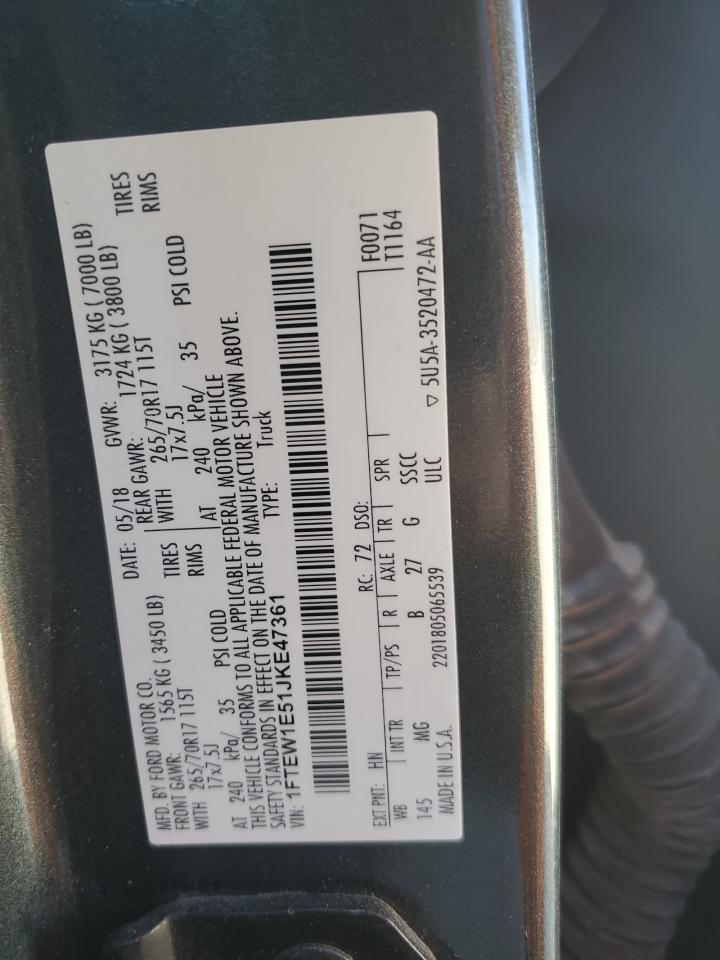 MFD. BY FORD MOTOR CO.
DATE: 05/18 GVWR: 3175 KG ( 7000 LB)
FRONT GAWR: 1565 KG ( 3450 LB) REAR GAWR: 1724 KG ( 3800 LB)
WITH 265/70R17 115T TIRES WITH 265/70R17 115T TIRES
17x7.5J RIMS 17x7.5J RIMS
AT 240 kPa/ 35 PSI COLD AT 240 kPa/ 35 PSI COLD
THIS VEHICLE CONFORMS TO ALL APPLICABLE FEDERAL MOTOR VEHICLE
SAFETY STANDARDS IN EFFECT ON THE DATE OF MANUFACTURE SHOWN ABOVE.
VIN: 1FTEW1E51JKE47361 TYPE: Truck
F0071
T1164
EXT PNT: HN RC: 72 DSO:
WB INT TR TP/PS R AXLE TR SPR
145 MG B 27 G SSCC
ULC
MADE IN U.S.A. 2201805065539 ▽ 5U5A-3520472-AA